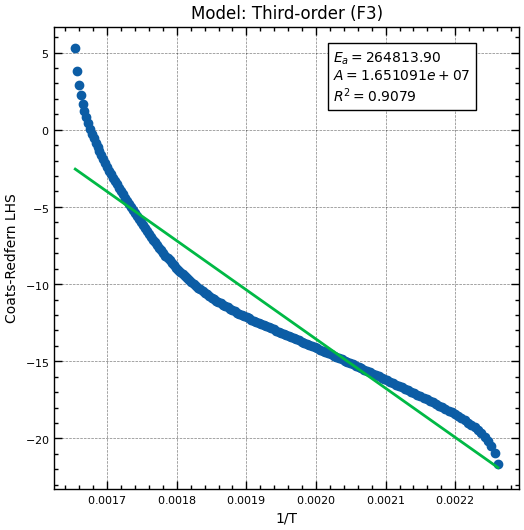 Model: Third-order (F3)
E_a = 264813.90
A = 1.651091e + 07
R² = 0.9079
Coats-Redfern LHS
5
0
−5
−10
−15
−20
0.0017 0.0018 0.0019 0.0020 0.0021 0.0022
1/T